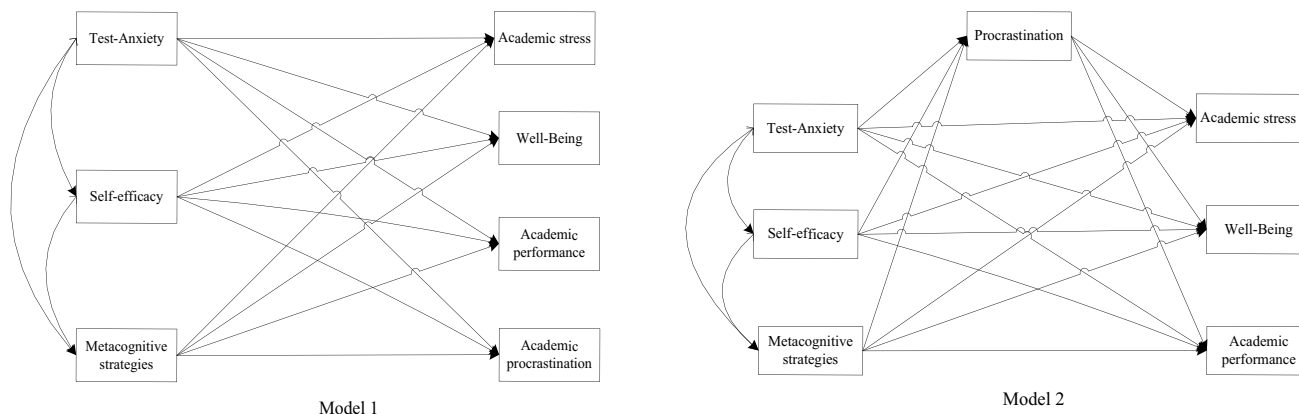 Test-Anxiety
Academic stress
Well-Being
Self-efficacy
Academic
performance
Metacognitive
strategies
Academic
procrastination
Model 1
Procrastination
Test-Anxiety
Academic stress
Self-efficacy
Well-Being
Metacognitive
strategies
Academic
performance
Model 2